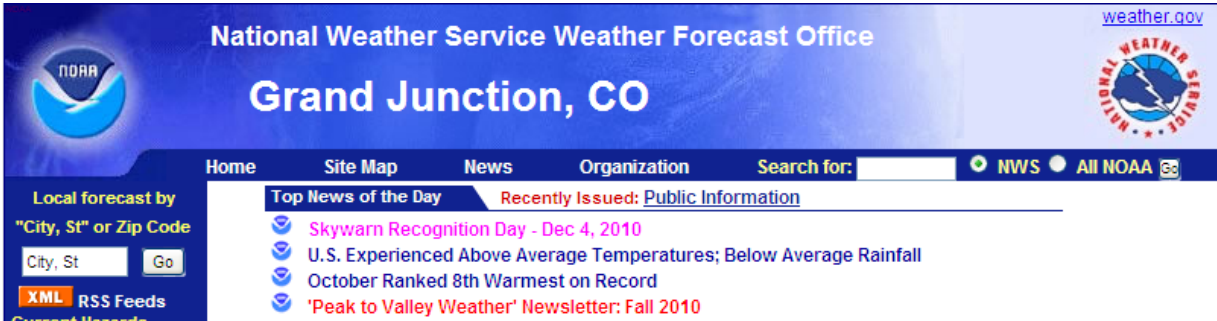 weather.gov
National Weather Service Weather Forecast Office
NOAA
Grand Junction, CO
NATIONAL WEATHER SERVICE
Home Site Map News Organization Search for: NWS All NOAA Go
Local forecast by
"City, St" or Zip Code
City, St Go
XML RSS Feeds
Current Hazards
Top News of the Day Recently Issued: Public Information
Skywarn Recognition Day - Dec 4, 2010
U.S. Experienced Above Average Temperatures; Below Average Rainfall
October Ranked 8th Warmest on Record
'Peak to Valley Weather' Newsletter: Fall 2010